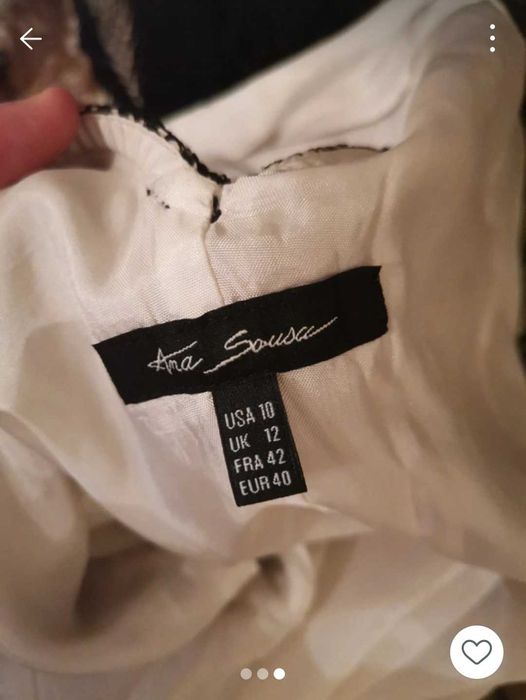 Ana Sousa
USA 10
UK 12
FRA 42
EUR 40